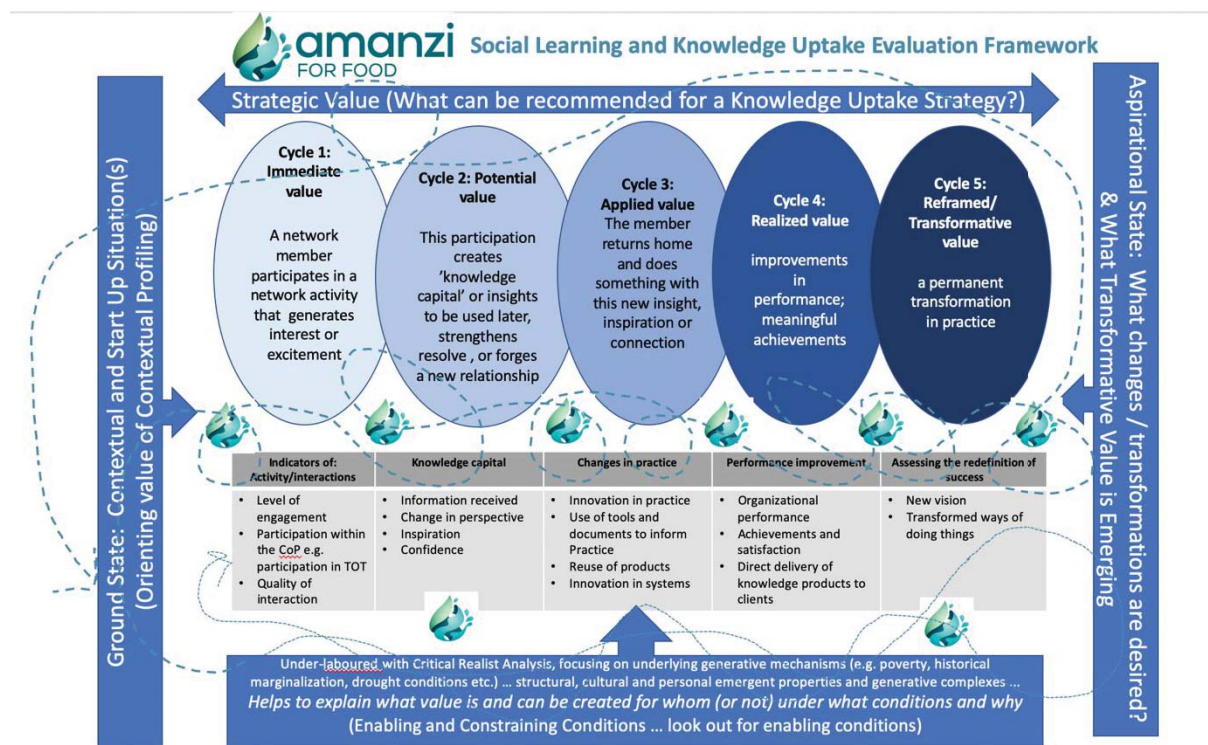 amanzi
FOR FOOD
Social Learning and Knowledge Uptake Evaluation Framework
Strategic Value (What can be recommended for a Knowledge Uptake Strategy?)
Ground State: Contextual and Start Up Situation(s)
(Orienting value of Contextual Profiling)
Cycle 1:
Immediate
value
A network
member
participates in a
network activity
that generates
interest or
excitement
Cycle 2: Potential
value
This participation
creates
'knowledge
capital' or insights
to be used later,
strengthens
resolve , or forges
a new relationship
Cycle 3:
Applied value
The member
returns home
and does
something with
this new insight,
inspiration or
connection
Cycle 4:
Realized value
improvements
in
performance;
meaningful
achievements
Cycle 5:
Reframed/
Transformative
value
a permanent
transformation
in practice
Aspirational State: What changes / transformations are desired?
& What Transformative Value is Emerging
Indicators of:
Activity/interactions
• Level of
engagement
• Participation within
the CoP e.g.
participation in TOT
• Quality of
interaction
Knowledge capital
• Information received
• Change in perspective
• Inspiration
• Confidence
Changes in practice
• Innovation in practice
• Use of tools and
documents to inform
Practice
• Reuse of products
• Innovation in systems
Performance improvement
• Organizational
performance
• Achievements and
satisfaction
• Direct delivery of
knowledge products to
clients
Assessing the redefinition of
success
• New vision
• Transformed ways of
doing things
Under-laboured with Critical Realist Analysis, focusing on underlying generative mechanisms (e.g. poverty, historical
marginalization, drought conditions etc.) ... structural, cultural and personal emergent properties and generative complexes ...
Helps to explain what value is and can be created for whom (or not) under what conditions and why
(Enabling and Constraining Conditions ... look out for enabling conditions)